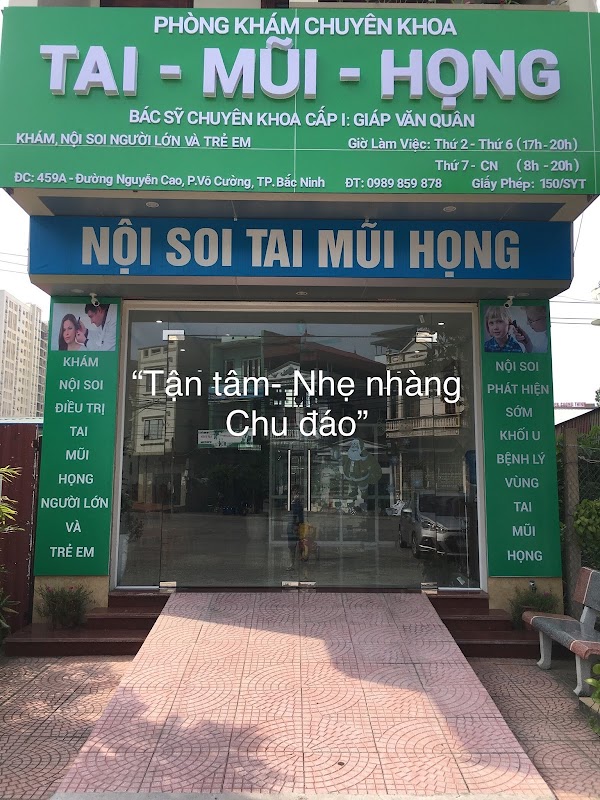 PHÒNG KHÁM CHUYÊN KHOA
TAI - MŨI - HỌNG
BÁC SỸ CHUYÊN KHOA CẤP I: GIÁP VĂN QUÂN
KHÁM, NỘI SOI NGƯỜI LỚN VÀ TRẺ EM
Giờ Làm Việc: Thứ 2 - Thứ 6 (17h-20h)
Thứ 7 - CN (8h -20h)
ĐC: 459A - Đường Nguyễn Cao, P.Võ Cường, TP. Bắc Ninh ĐT: 0989 859 878 Giấy Phép: 150/SYT
NỘI SOI TAI MŨI HỌNG
KHÁM
NỘI SOI
ĐIỀU TRỊ
TAI
MŨI
HỌNG
NGƯỜI LỚN
VÀ
TRẺ EM
“Tận tâm- Nhẹ nhàng
Chu đáo”
NỘI SOI
PHÁT HIỆN
SỚM
KHỐI U
BỆNH LÝ
VÙNG
TAI
MŨI
HỌNG